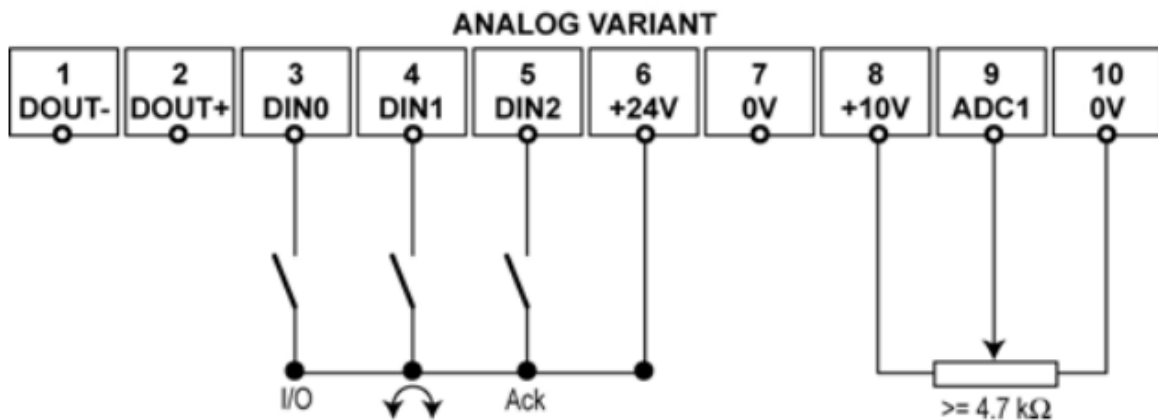 ANALOG VARIANT
1 2 3 4 5 6 7 8 9 10
DOUT- DOUT+ DIN0 DIN1 DIN2 +24V 0V +10V ADC1 0V
I/O Ack >= 4.7 kΩ